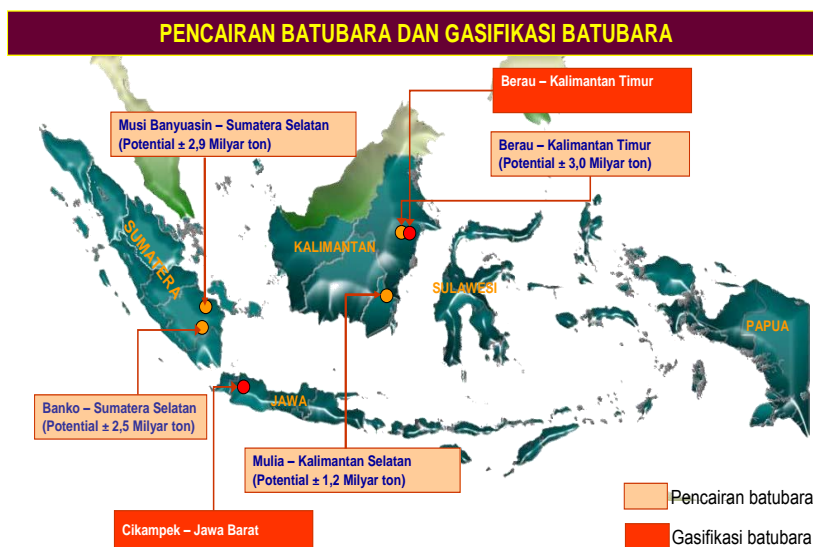 PENCAIRAN BATUBARA DAN GASIFIKASI BATUBARA
Berau – Kalimantan Timur
Musi Banyuasin – Sumatera Selatan
(Potential ± 2,9 Milyar ton)
Berau – Kalimantan Timur
(Potential ± 3,0 Milyar ton)
SUMATERA
KALIMANTAN
SULAWESI
PAPUA
JAWA
Banko – Sumatera Selatan
(Potential ± 2,5 Milyar ton)
Mulia – Kalimantan Selatan
(Potential ± 1,2 Milyar ton)
Cikampek – Jawa Barat
Pencairan batubara
Gasifikasi batubara